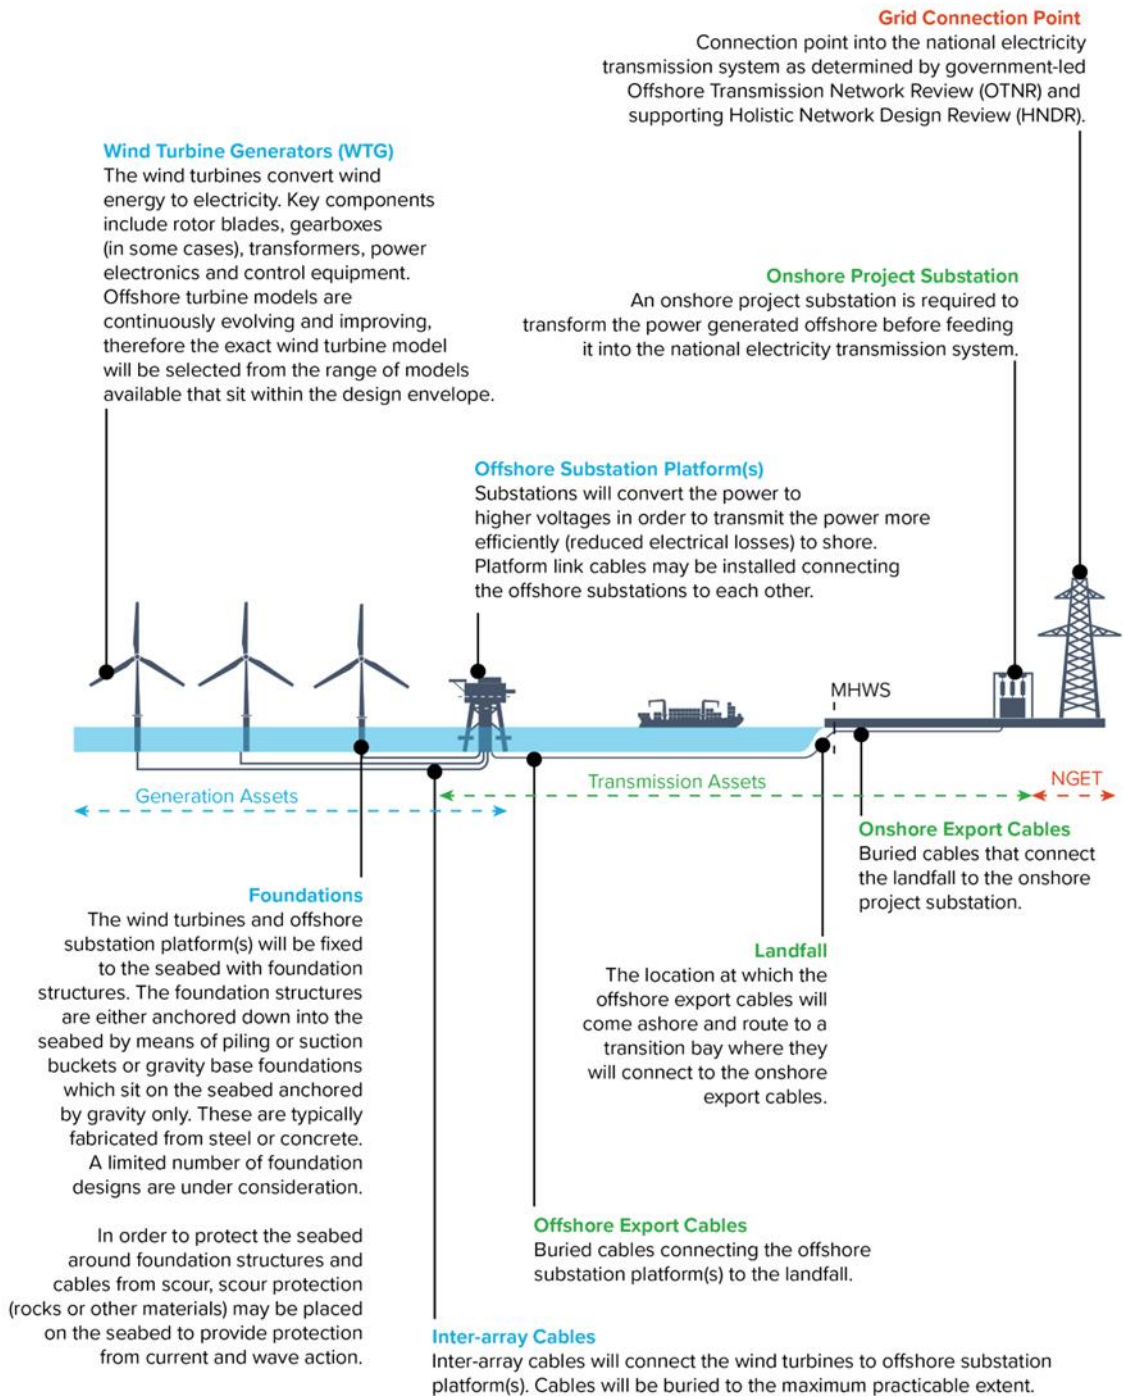 Grid Connection Point
Connection point into the national electricity
transmission system as determined by government-led
Offshore Transmission Network Review (OTNR) and
supporting Holistic Network Design Review (HNDR).
Wind Turbine Generators (WTG)
The wind turbines convert wind
energy to electricity. Key components
include rotor blades, gearboxes
(in some cases), transformers, power
electronics and control equipment.
Offshore turbine models are
continuously evolving and improving,
therefore the exact wind turbine model
will be selected from the range of models
available that sit within the design envelope.
Onshore Project Substation
An onshore project substation is required to
transform the power generated offshore before feeding
it into the national electricity transmission system.
Offshore Substation Platform(s)
Substations will convert the power to
higher voltages in order to transmit the power more
efficiently (reduced electrical losses) to shore.
Platform link cables may be installed connecting
the offshore substations to each other.
MHWS
Generation Assets
Transmission Assets
NGET
Onshore Export Cables
Buried cables that connect
the landfall to the onshore
project substation.
Foundations
The wind turbines and offshore
substation platform(s) will be fixed
to the seabed with foundation
structures. The foundation structures
are either anchored down into the
seabed by means of piling or suction
buckets or gravity base foundations
which sit on the seabed anchored
by gravity only. These are typically
fabricated from steel or concrete.
A limited number of foundation
designs are under consideration.
In order to protect the seabed
around foundation structures and
cables from scour, scour protection
(rocks or other materials) may be placed
on the seabed to provide protection
from current and wave action.
Landfall
The location at which the
offshore export cables will
come ashore and route to a
transition bay where they
will connect to the onshore
export cables.
Offshore Export Cables
Buried cables connecting the offshore
substation platform(s) to the landfall.
Inter-array Cables
Inter-array cables will connect the wind turbines to offshore substation
platform(s). Cables will be buried to the maximum practicable extent.